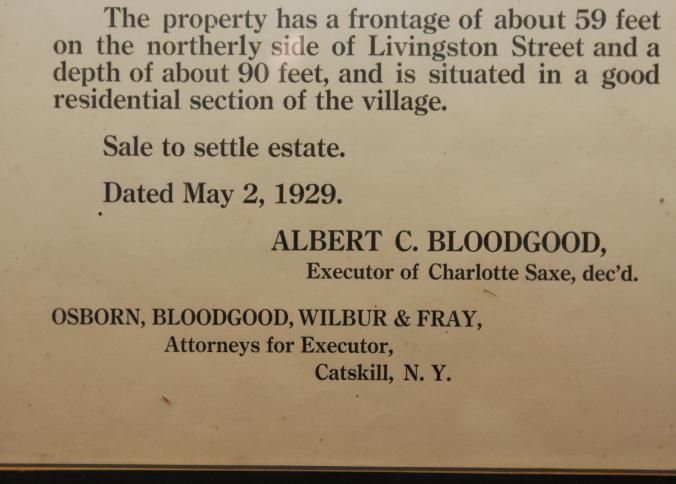 The property has a frontage of about 59 feet
on the northerly side of Livingston Street and a
depth of about 90 feet, and is situated in a good
residential section of the village.
Sale to settle estate.
Dated May 2, 1929.
ALBERT C. BLOODGOOD,
Executor of Charlotte Saxe, dec'd.
OSBORN, BLOODGOOD, WILBUR & FRAY,
Attorneys for Executor,
Catskill, N. Y.